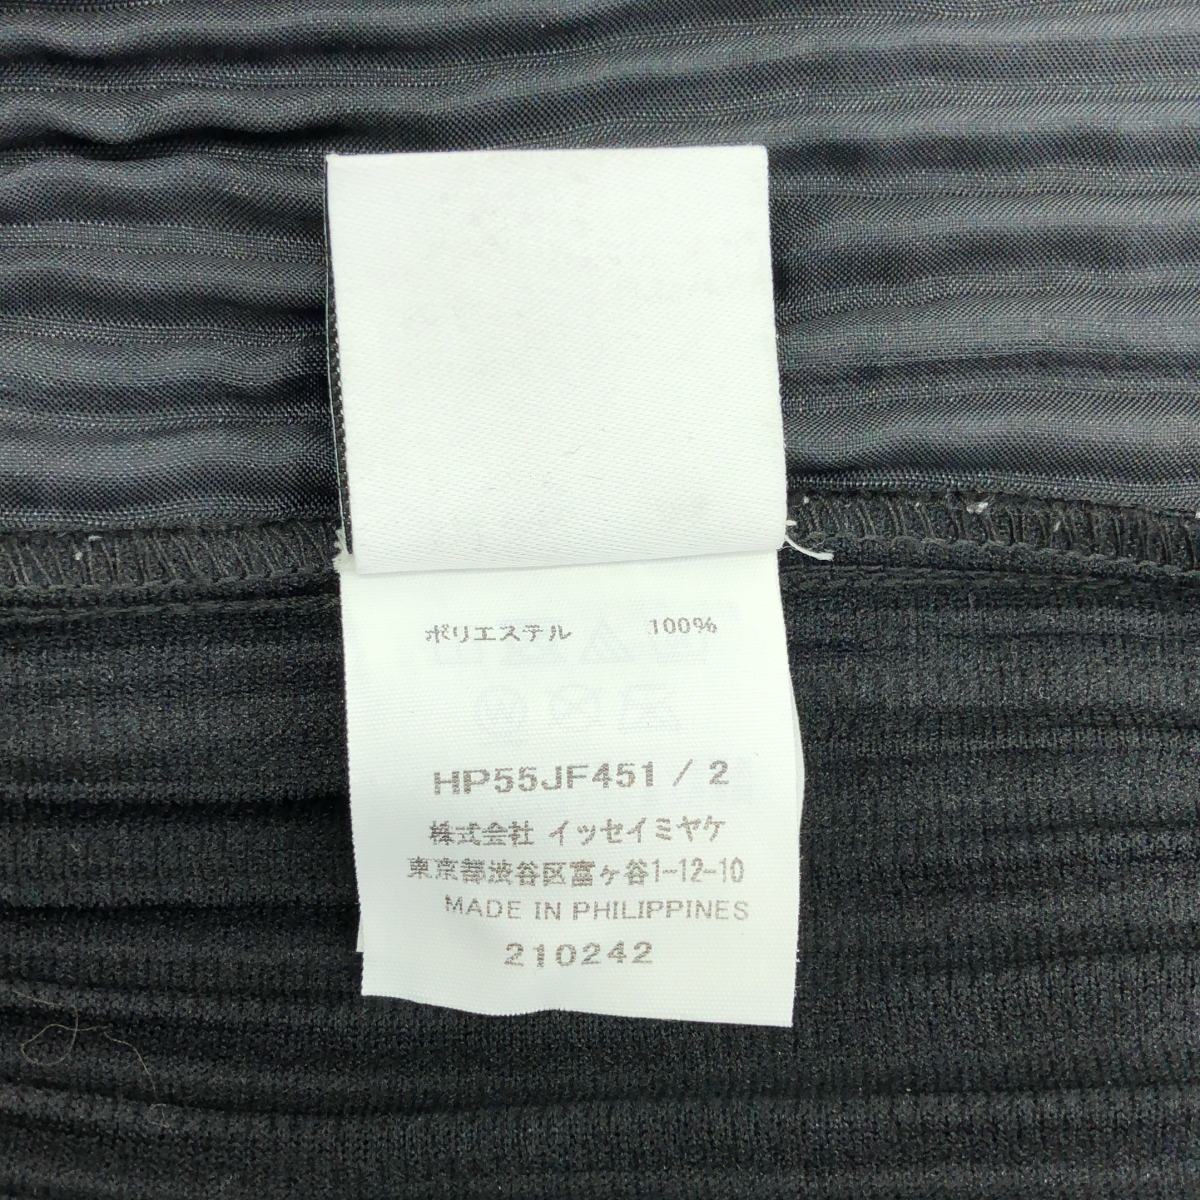 ポリエステル 100%
HP55JF451 / 2
株式会社 イッセイミヤケ
東京都渋谷区富ヶ谷1-12-10
MADE IN PHILIPPINES
210242